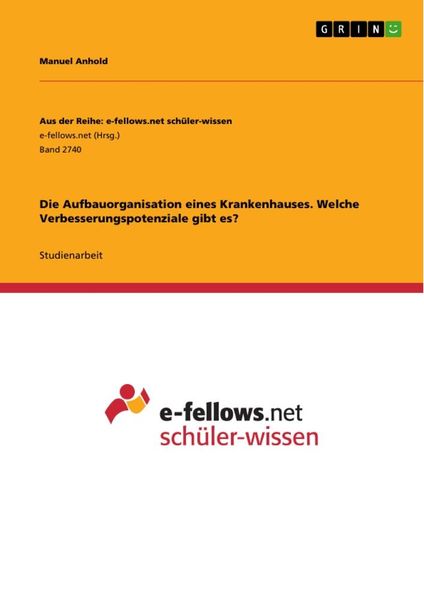 GRIN
Manuel Anhold
Aus der Reihe: e-fellows.net schüler-wissen
e-fellows.net (Hrsg.)
Band 2740
Die Aufbauorganisation eines Krankenhauses. Welche
Verbesserungspotenziale gibt es?
Studienarbeit
e-fellows.net
schüler-wissen